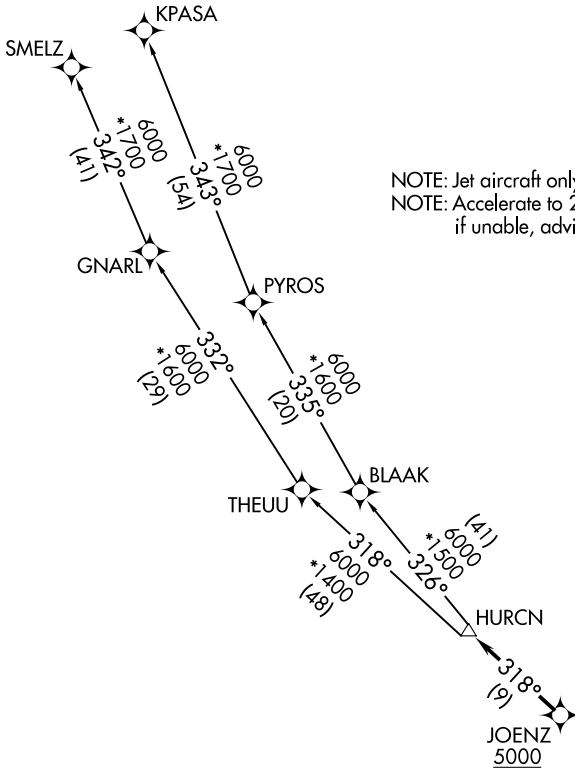 KPASA
SMELZ
6000
*1700
342°
(41)
6000
*1700
343°
(54)
NOTE: Jet aircraft only
NOTE: Accelerate to 2
if unable, advi
GNARL
PYROS
332°
6000
*1600
(29)
6000
*1600
335°
(20)
THEUU
BLAAK
318°
6000
*1400
(48)
(41)
6000
*1500
326°
HURCN
318°
(9)
JOENZ
5000